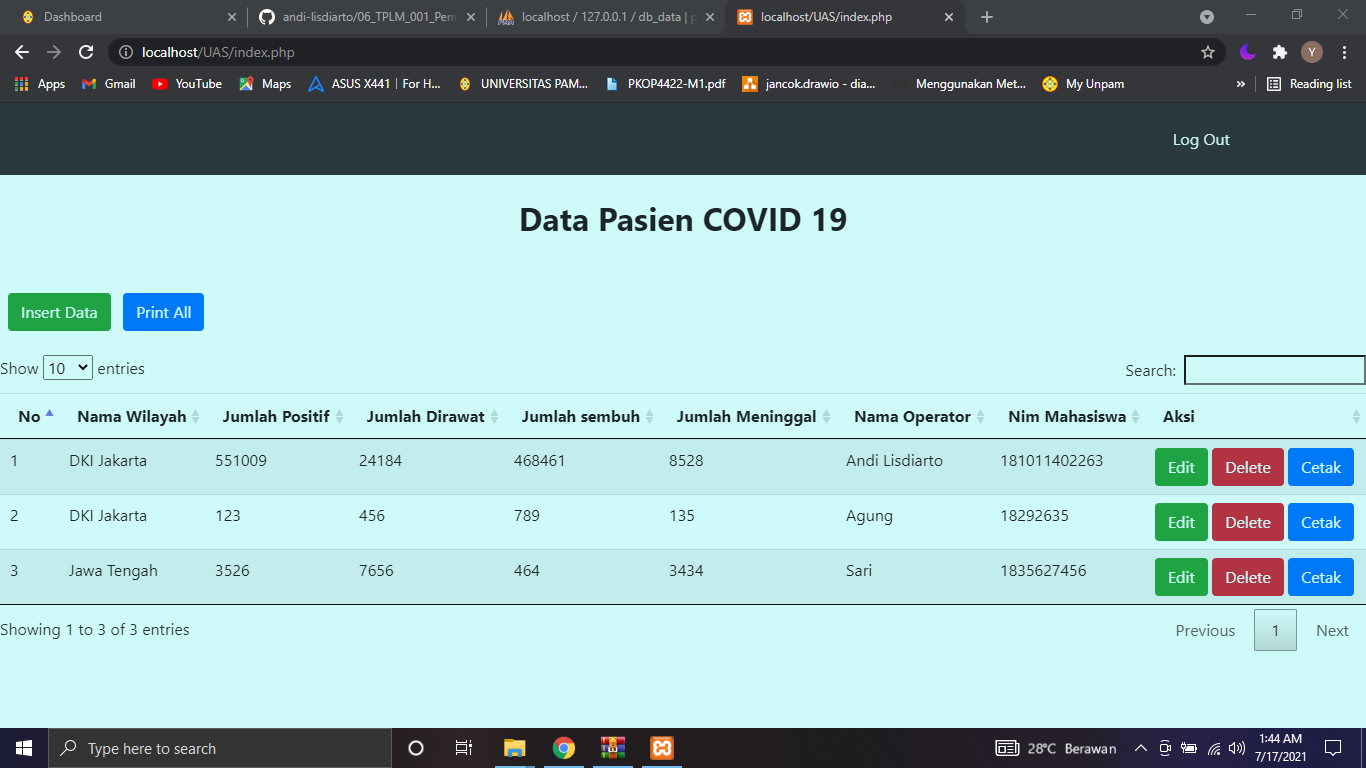 Dashboard
andi-lisdiarto/06_TPLM_001_Pem
localhost / 127.0.0.1 / db_data | p
localhost/UAS/index.php
Y
localhost/UAS/index.php
Apps
Gmail
YouTube
Maps
ASUS X441 | For H...
UNIVERSITAS PAM...
PKOP4422-M1.pdf
jancok.drawio - dia...
Menggunakan Met...
My Unpam
»
Reading list
Log Out
Data Pasien COVID 19
Insert Data
Print All
Show 10 entries
Search:
No Nama Wilayah Jumlah Positif Jumlah Dirawat Jumlah sembuh Jumlah Meninggal Nama Operator Nim Mahasiswa Aksi
1 DKI Jakarta 551009 24184 468461 8528 Andi Lisdiarto 181011402263 Edit Delete Cetak
2 DKI Jakarta 123 456 789 135 Agung 18292635 Edit Delete Cetak
3 Jawa Tengah 3526 7656 464 3434 Sari 1835627456 Edit Delete Cetak
Showing 1 to 3 of 3 entries
Previous 1 Next
Type here to search
28°C Berawan
1:44 AM
7/17/2021